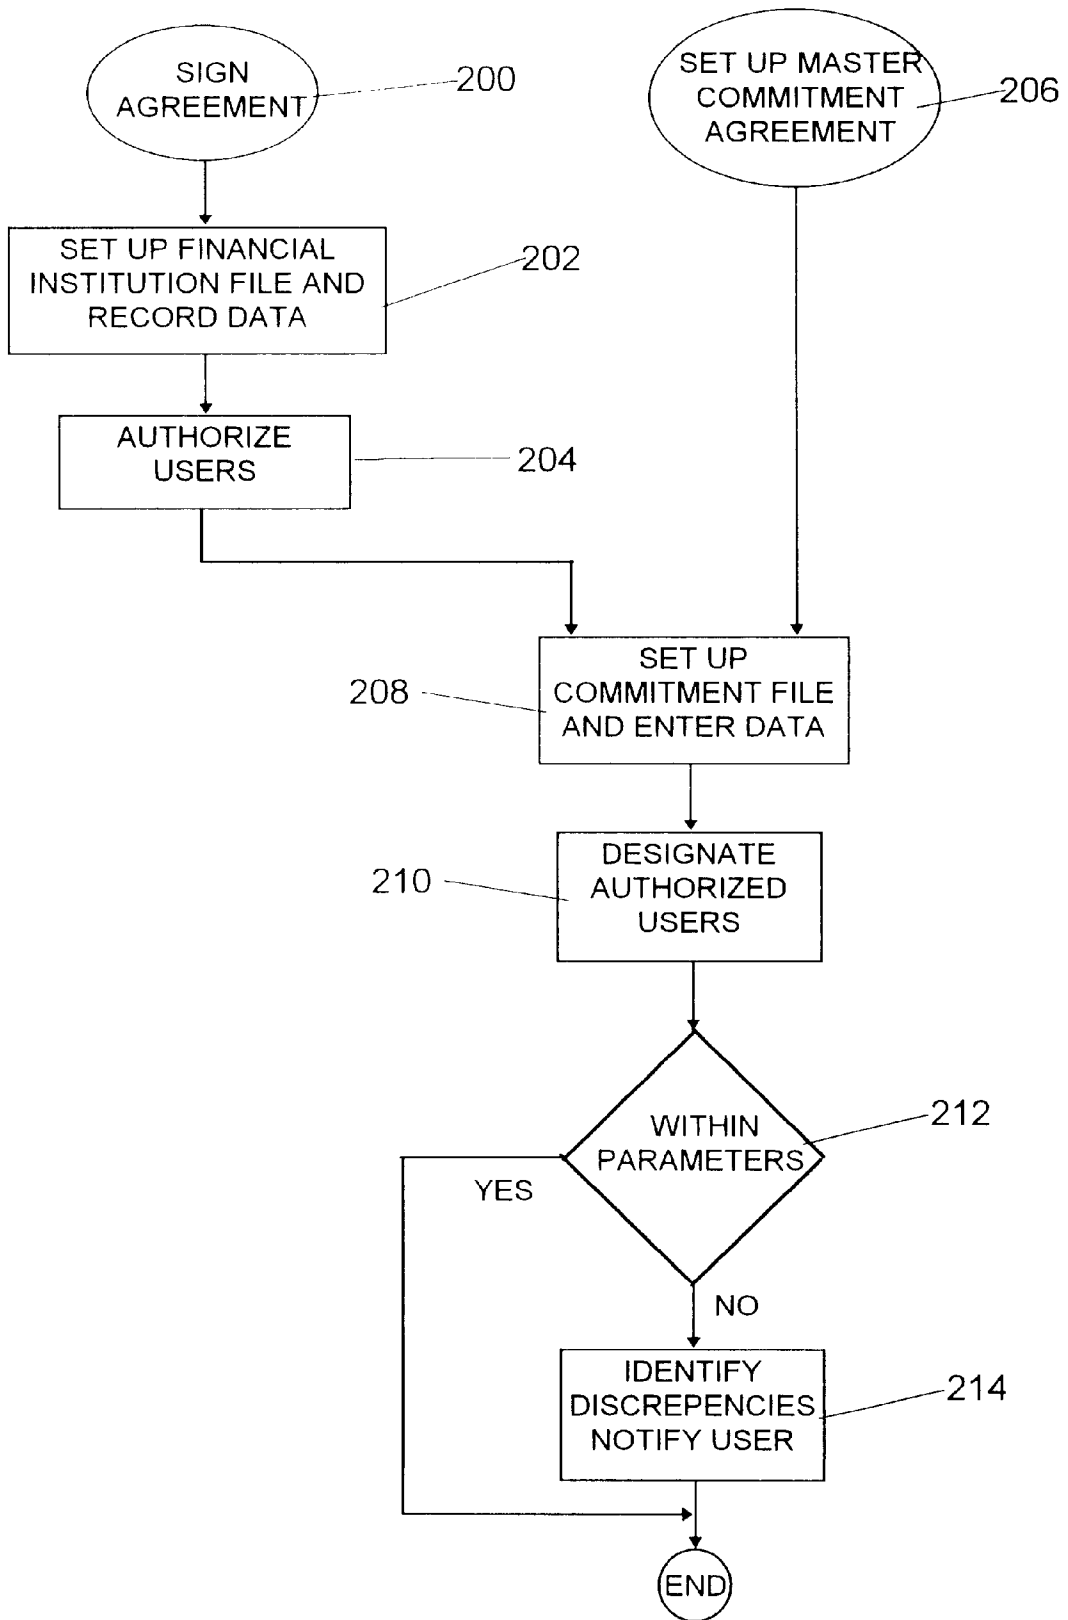 SIGN
AGREEMENT
200
SET UP MASTER
COMMITMENT
AGREEMENT
206
SET UP FINANCIAL
INSTITUTION FILE AND
RECORD DATA
202
AUTHORIZE
USERS
204
SET UP
COMMITMENT FILE
AND ENTER DATA
208
DESIGNATE
AUTHORIZED
USERS
210
WITHIN
PARAMETERS
212
YES
NO
IDENTIFY
DISCREPENCIES
NOTIFY USER
214
END